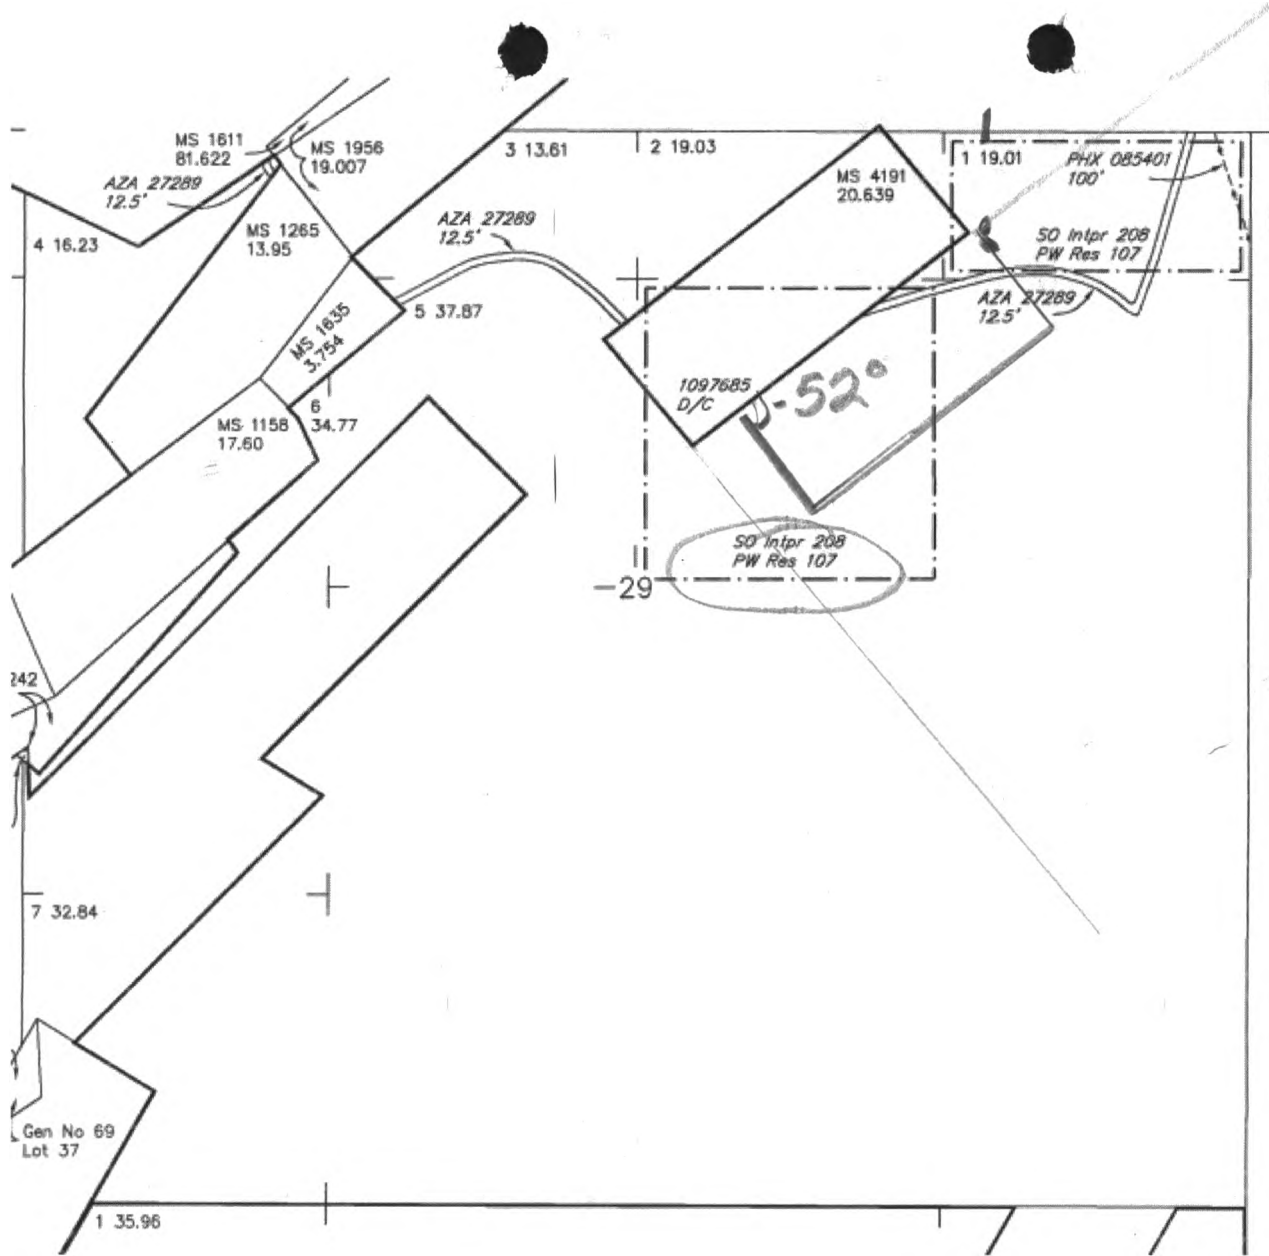 MS 1611
81.622
MS 1956
19.007
AZA 27289
12.5'
3 13.61
2 19.03
MS 4191
20.639
1 19.01
PHX 085401
100'
4 16.23
MS 1265
13.95
AZA 27289
12.5'
SO Intpr 208
PW Res 107
5 37.87
AZA 27289
12.5'
MS 1635
3.754
1097685
D/C
-52°
6
34.77
MS 1158
17.60
SO Intpr 208
PW Res 107
29
242
7 32.84
Gen No 69
Lot 37
1 35.96